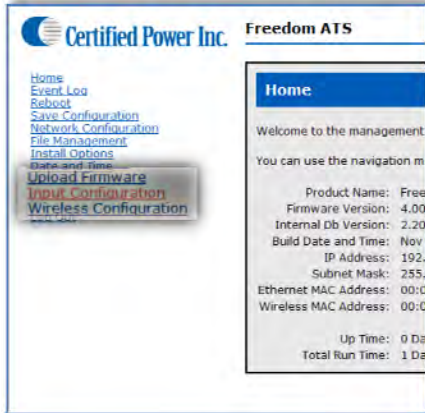 Certified Power Inc.
Freedom ATS
Home
Event Log
Reboot
Save Configuration
Network Configuration
File Management
Install Options
Date and Time
Upload Firmware
Input Configuration
Wireless Configuration
Log Out
Home
Welcome to the management
You can use the navigation m
Product Name: Free
Firmware Version: 4.00
Internal Db Version: 2.20
Build Date and Time: Nov
IP Address: 192.
Subnet Mask: 255.
Ethernet MAC Address: 00:0
Wireless MAC Address: 00:0
Up Time: 0 Da
Total Run Time: 1 Da